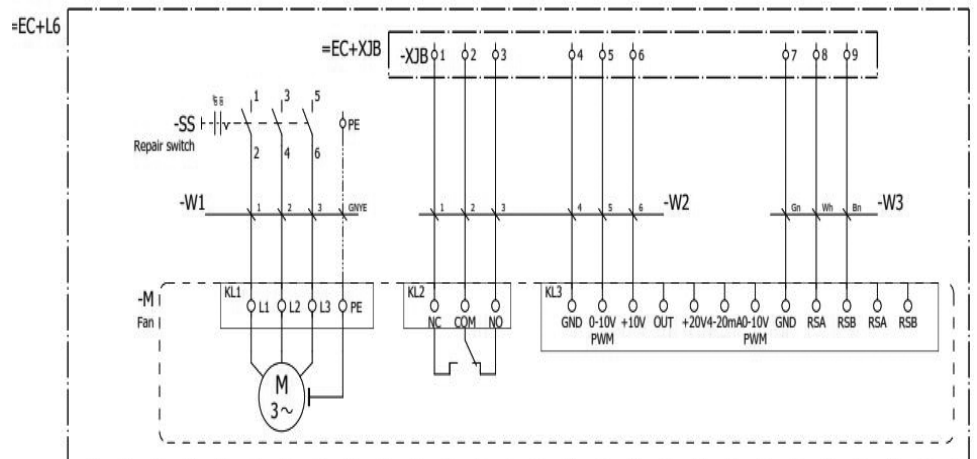 =EC+L6
=EC+XJB
-XJB 1 2 3 4 5 6 7 8 9
1 3 5
-SS PE
Repair switch
2 4 6
-W1 1 2 3 GNYE
1 2 3 4 5 6 -W2
Gn Wh Bn -W3
-M
Fan
KL1 L1 L2 L3 PE
KL2
NC COM NO
KL3
GND 0-10V +10V OUT +20V 4-20mA 0-10V GND RSA RSB RSA RSB
PWM PWM
M
3~